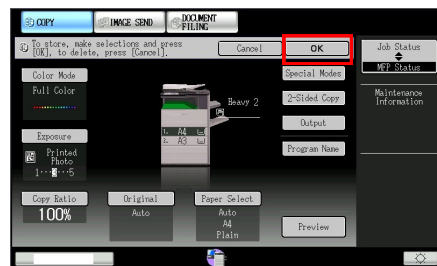 COPY
IMAGE SEND
DOCUMENT
FILING
To store, make selections and press
[OK], to delete, press [Cancel].
Cancel
OK
Job Status
MFP Status
Color Mode
Full Color
Special Modes
Heavy 2
2-Sided Copy
Maintenance
Information
Output
Exposure
1. A4
2. A3
Printed
Photo
1 3 5
Program Name
Copy Ratio
Original
Paper Select
100%
Auto
Auto
A4
Plain
Preview